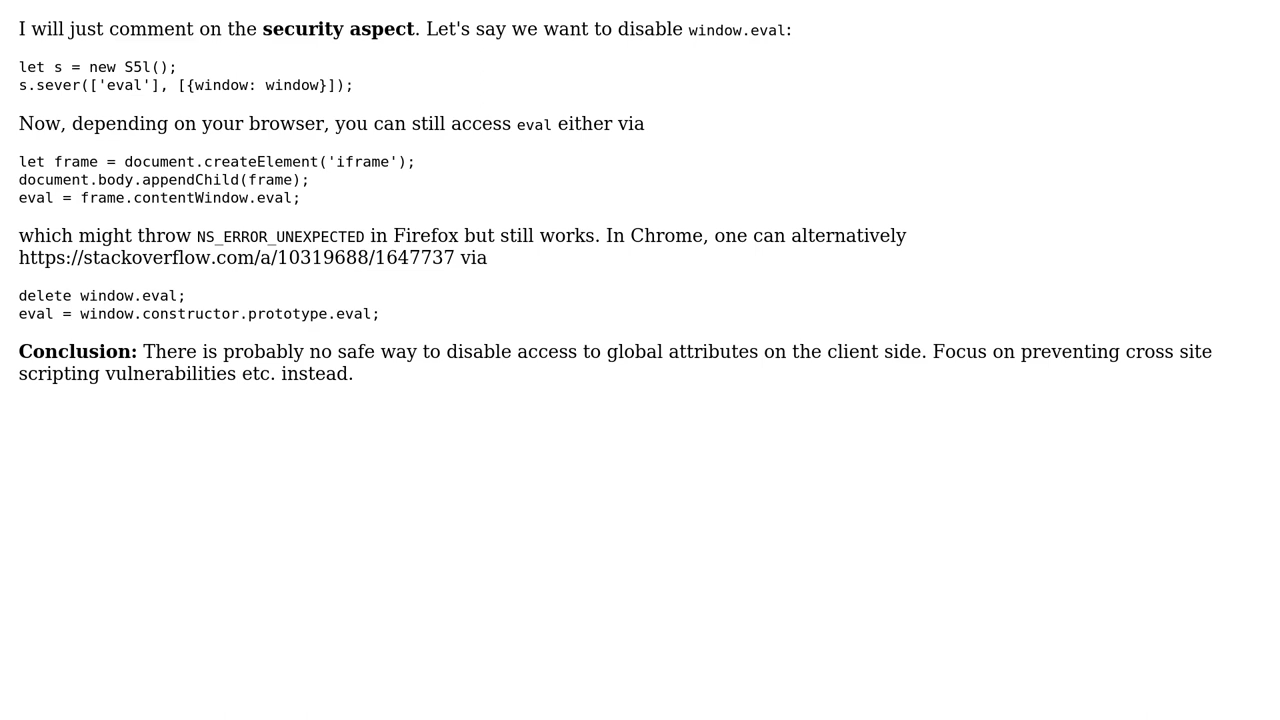 I will just comment on the security aspect. Let's say we want to disable window.eval:
let s = new S5l();
s.sever(['eval'], [{window: window}]);
Now, depending on your browser, you can still access eval either via
let frame = document.createElement('iframe');
document.body.appendChild(frame);
eval = frame.contentWindow.eval;
which might throw NS_ERROR_UNEXPECTED in Firefox but still works. In Chrome, one can alternatively
https://stackoverflow.com/a/10319688/1647737 via
delete window.eval;
eval = window.constructor.prototype.eval;
Conclusion: There is probably no safe way to disable access to global attributes on the client side. Focus on preventing cross site
scripting vulnerabilities etc. instead.